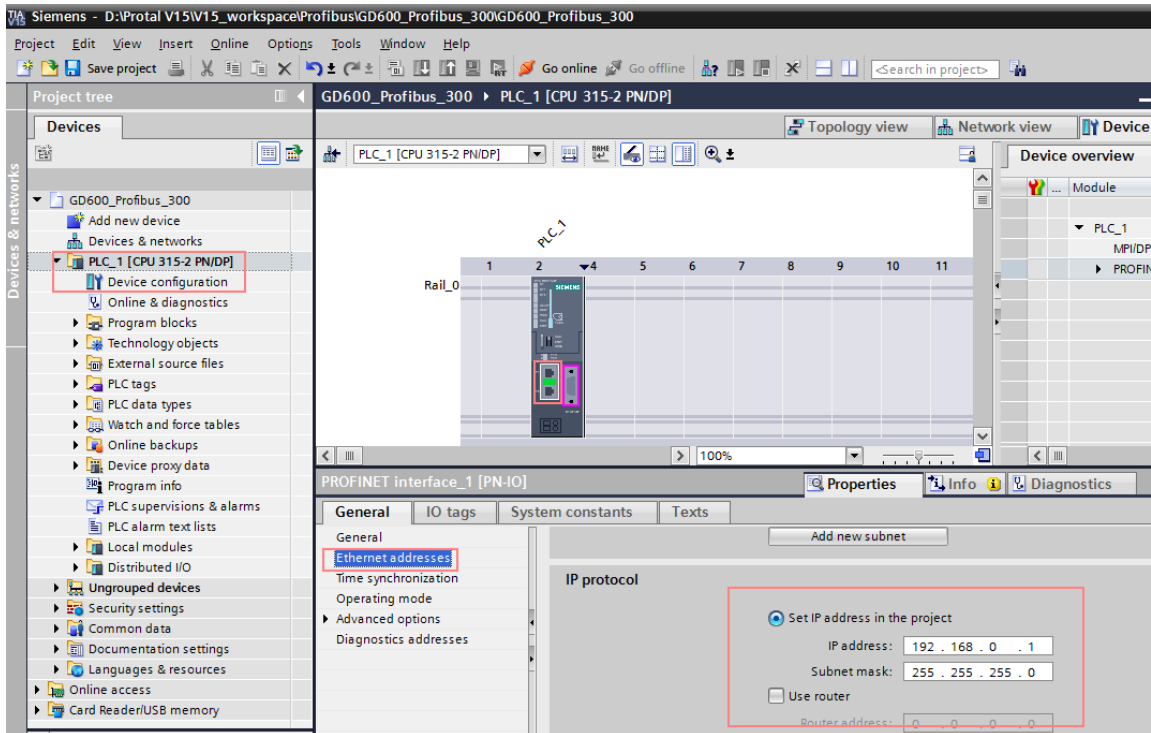 Siemens - D:\Protal V15\V15_workspace\Profibus\GD600_Profibus_300\GD600_Profibus_300
Project Edit View Insert Online Options Tools Window Help
Save project Go online Go offline <Search in project>
Project tree
GD600_Profibus_300 PLC_1 [CPU 315-2 PN/DP]
Devices
Topology view Network view Device
PLC_1 [CPU 315-2 PN/DP]
Device overview
Devices & networks
... Module
GD600_Profibus_300
Add new device
Devices & networks
PLC_1 [CPU 315-2 PN/DP]
Device configuration
Online & diagnostics
Program blocks
Technology objects
External source files
PLC tags
PLC data types
Watch and force tables
Online backups
Device proxy data
Program info
PLC supervisions & alarms
PLC alarm text lists
Local modules
Distributed I/O
Ungrouped devices
Security settings
Common data
Documentation settings
Languages & resources
Online access
Card Reader/USB memory
PLC_1
1 2 4 5 6 7 8 9 10 11
Rail_0
SIEMENS
PLC_1
MPI/DP
PROFIN
100%
PROFINET interface_1 [PN-IO]
Properties Info Diagnostics
General IO tags System constants Texts
General
Ethernet addresses
Time synchronization
Operating mode
Advanced options
Diagnostics addresses
Add new subnet
IP protocol
Set IP address in the project
IP address: 192 . 168 . 0 . 1
Subnet mask: 255 . 255 . 255 . 0
Use router
Router address: 0 . 0 . 0 . 0